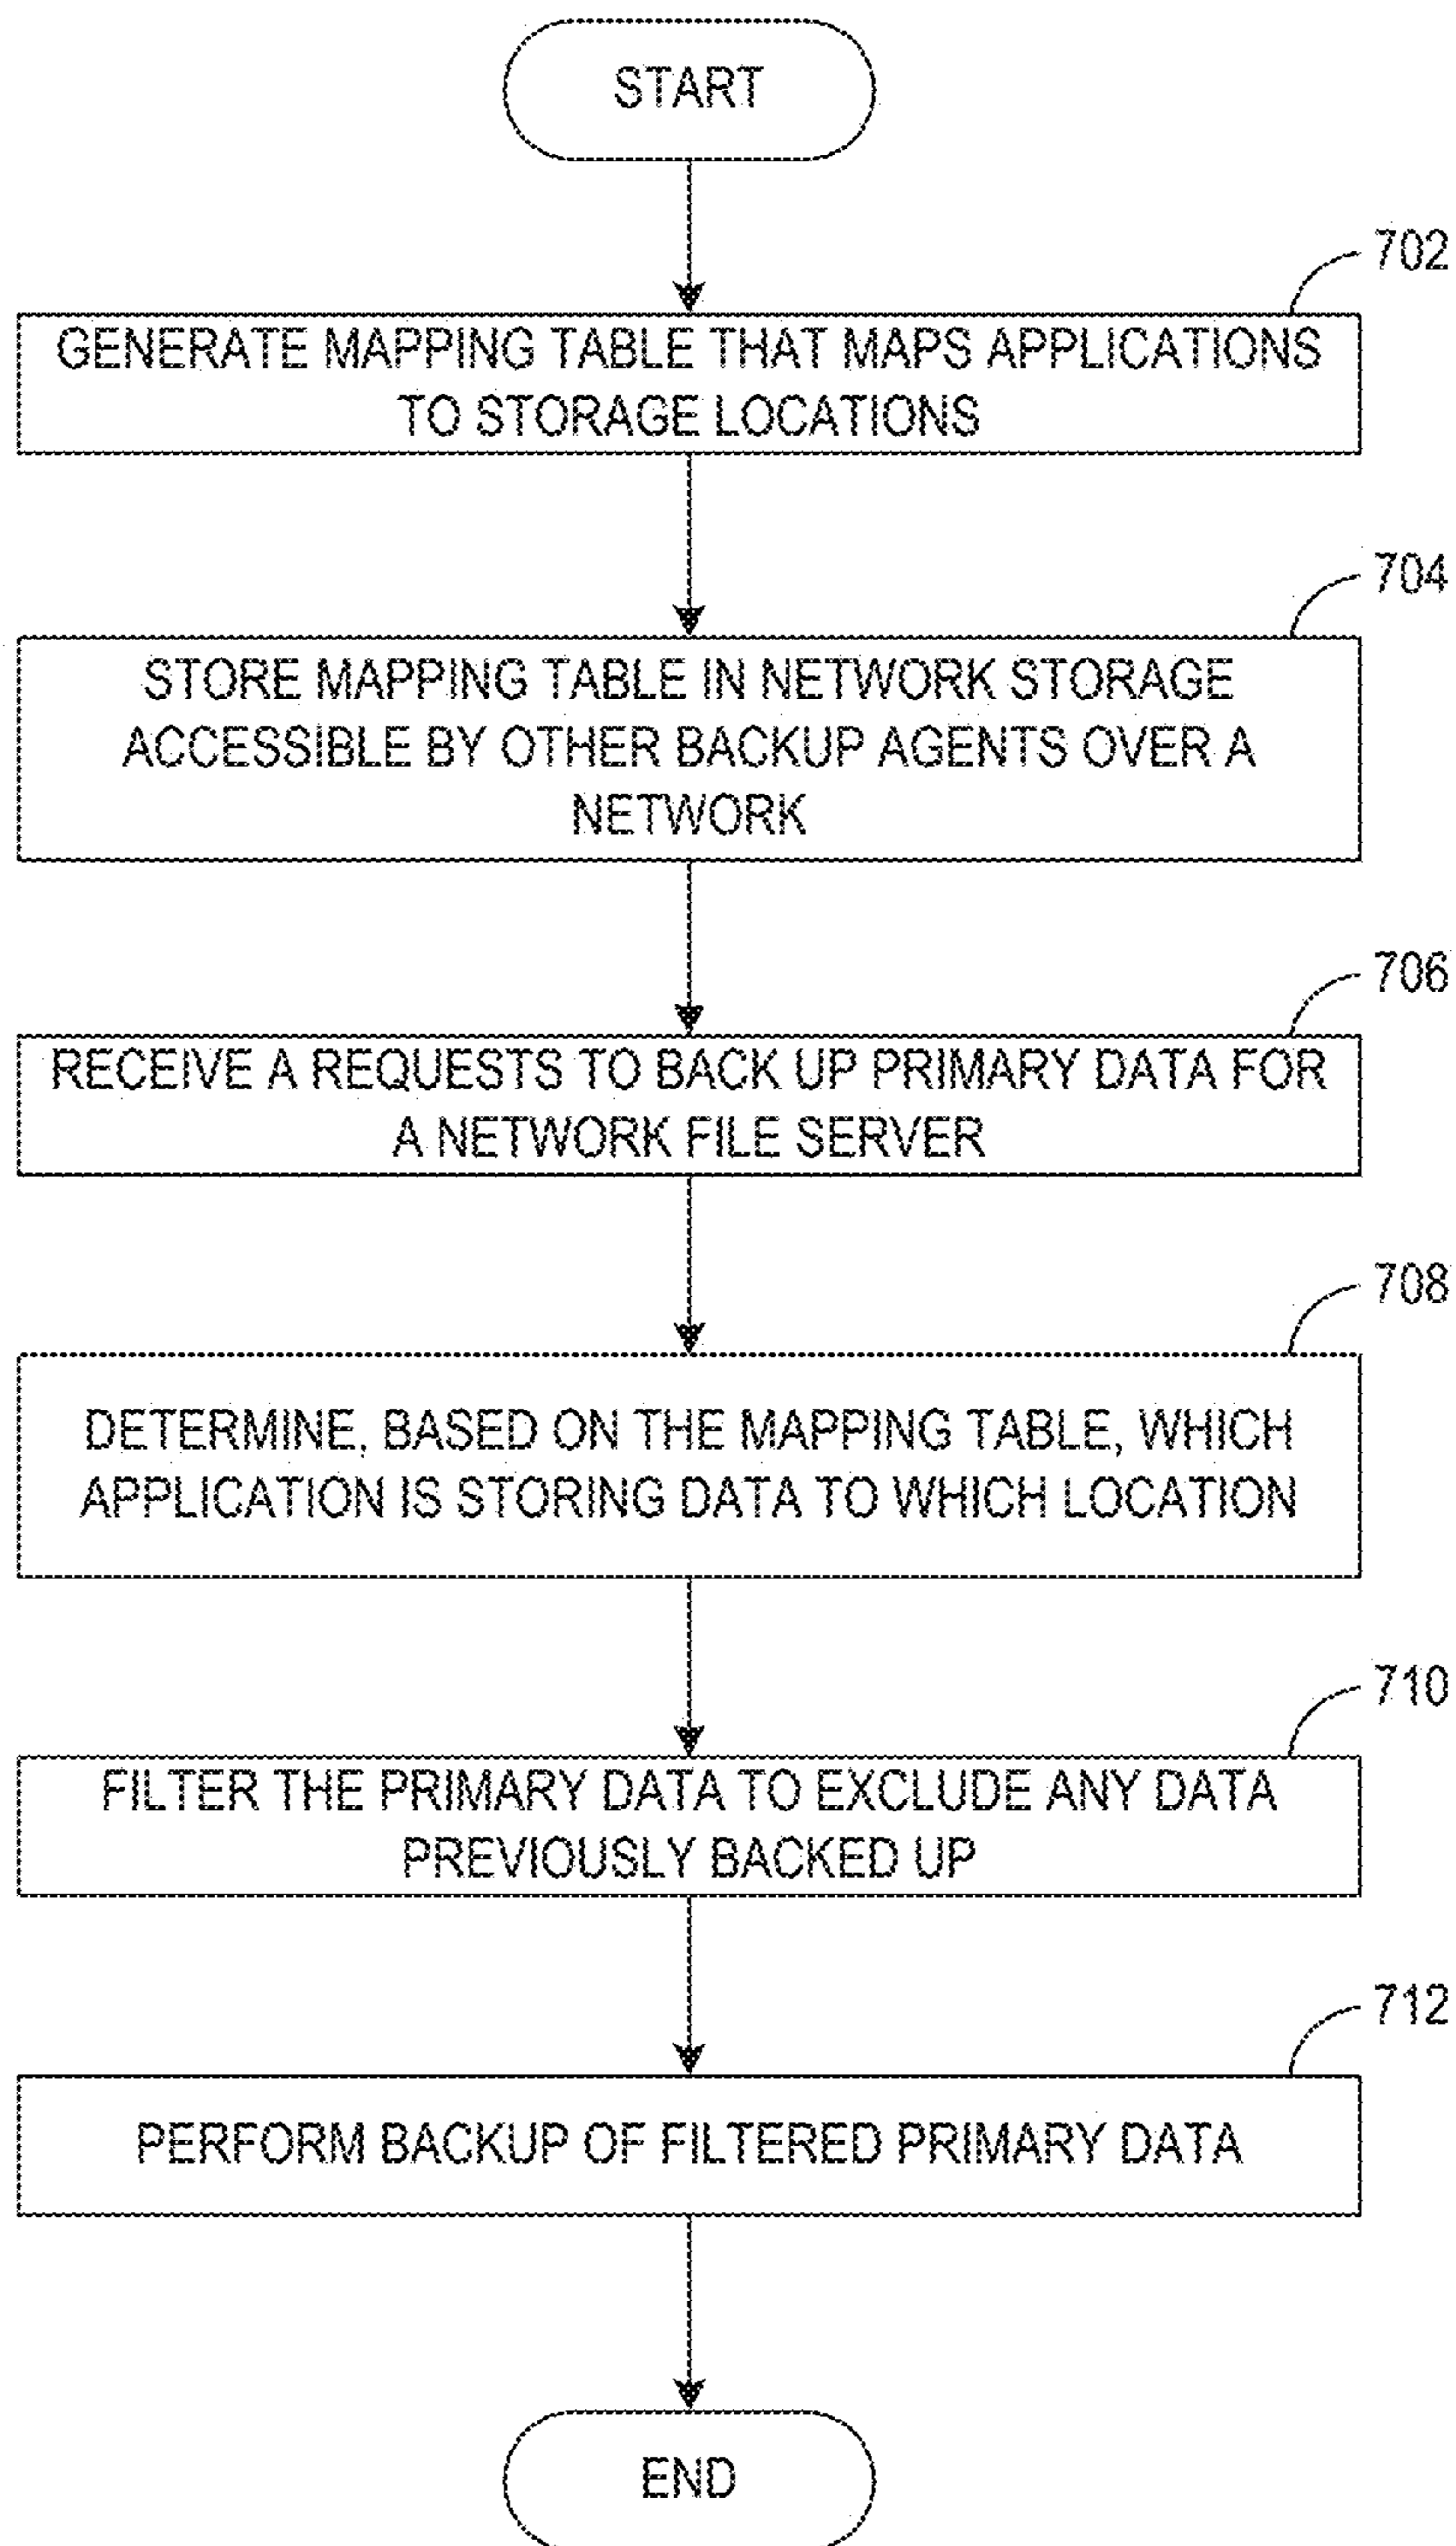 START
702
GENERATE MAPPING TABLE THAT MAPS APPLICATIONS
TO STORAGE LOCATIONS
704
STORE MAPPING TABLE IN NETWORK STORAGE
ACCESSIBLE BY OTHER BACKUP AGENTS OVER A
NETWORK
706
RECEIVE A REQUESTS TO BACK UP PRIMARY DATA FOR
A NETWORK FILE SERVER
708
DETERMINE, BASED ON THE MAPPING TABLE, WHICH
APPLICATION IS STORING DATA TO WHICH LOCATION
710
FILTER THE PRIMARY DATA TO EXCLUDE ANY DATA
PREVIOUSLY BACKED UP
712
PERFORM BACKUP OF FILTERED PRIMARY DATA
END